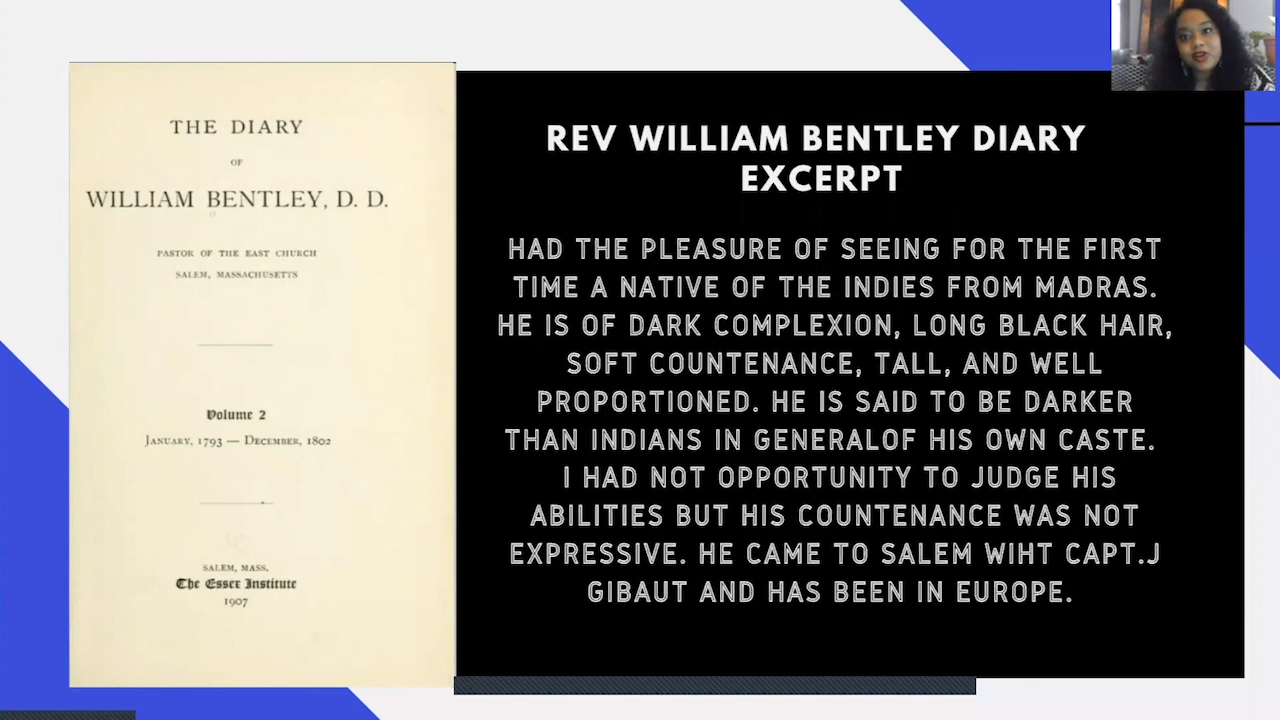 THE DIARY
OF
WILLIAM BENTLEY, D. D.
PASTOR OF THE EAST CHURCH
SALEM, MASSACHUSETTS
Volume 2
JANUARY, 1793 — DECEMBER, 1802
SALEM, MASS.
The Essex Institute
1907
REV WILLIAM BENTLEY DIARY
EXCERPT
HAD THE PLEASURE OF SEEING FOR THE FIRST
TIME A NATIVE OF THE INDIES FROM MADRAS.
HE IS OF DARK COMPLEXION, LONG BLACK HAIR,
SOFT COUNTENANCE, TALL, AND WELL
PROPORTIONED. HE IS SAID TO BE DARKER
THAN INDIANS IN GENERALOF HIS OWN CASTE.
I HAD NOT OPPORTUNITY TO JUDGE HIS
ABILITIES BUT HIS COUNTENANCE WAS NOT
EXPRESSIVE. HE CAME TO SALEM WIHT CAPT.J
GIBAUT AND HAS BEEN IN EUROPE.